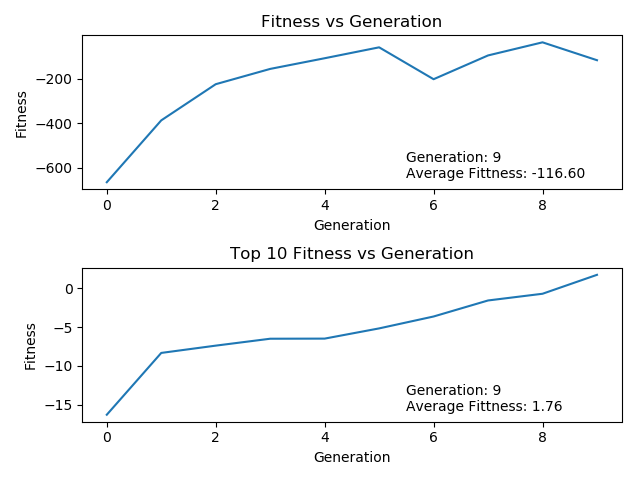 Fitness vs Generation
Fitness
−200
−400
−600
Generation: 9
Average Fittness: -116.60
0 2 4 6 8
Generation
Top 10 Fitness vs Generation
Fitness
0
−5
−10
−15
Generation: 9
Average Fittness: 1.76
0 2 4 6 8
Generation